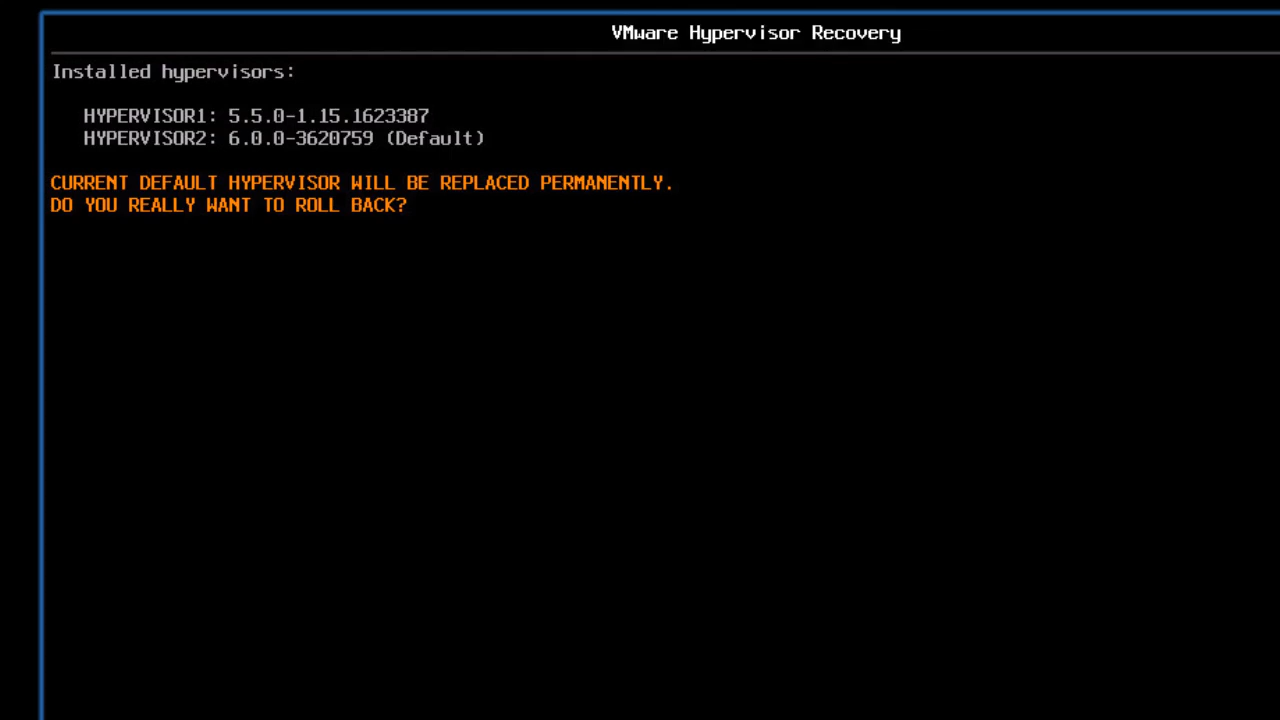 VMware Hypervisor Recovery
Installed hypervisors:
HYPERVISOR1: 5.5.0-1.15.1623387
HYPERVISOR2: 6.0.0-3620759 (Default)
CURRENT DEFAULT HYPERVISOR WILL BE REPLACED PERMANENTLY.
DO YOU REALLY WANT TO ROLL BACK?